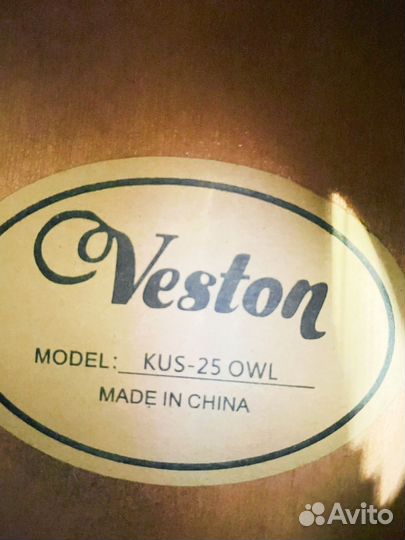 Veston
MODEL: KUS-25 OWL
MADE IN CHINA
Avito